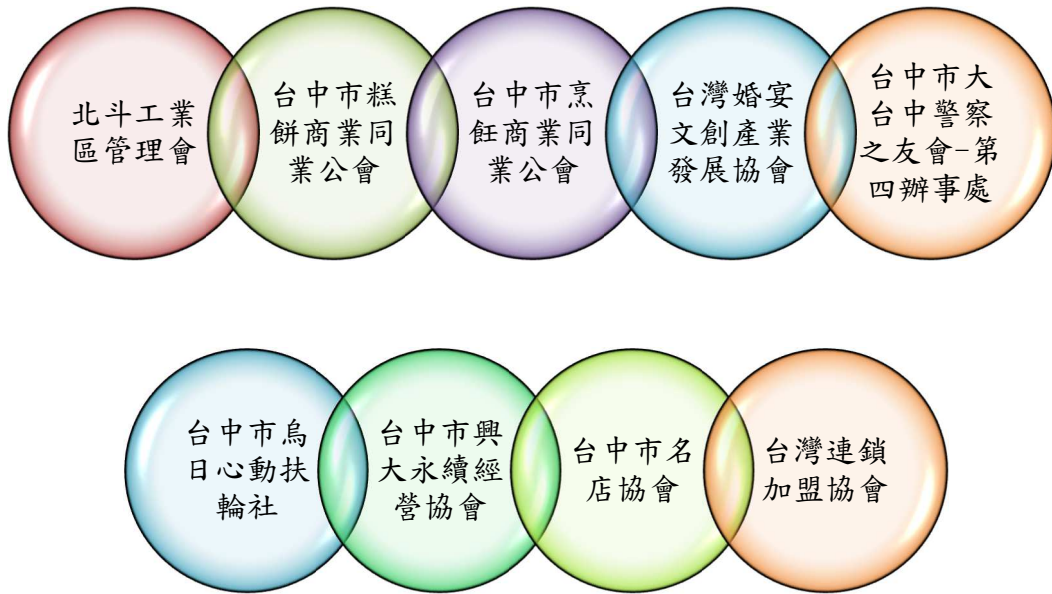 北斗工業
區管理會
台中市糕
餅商業同
業公會
台中市烹
飪商業同
業公會
台灣婚宴
文創產業
發展協會
台中市大
台中警察
之友會-第
四辦事處
台中市烏
日心動扶
輪社
台中市興
大永續經
營協會
台中市名
店協會
台灣連鎖
加盟協會